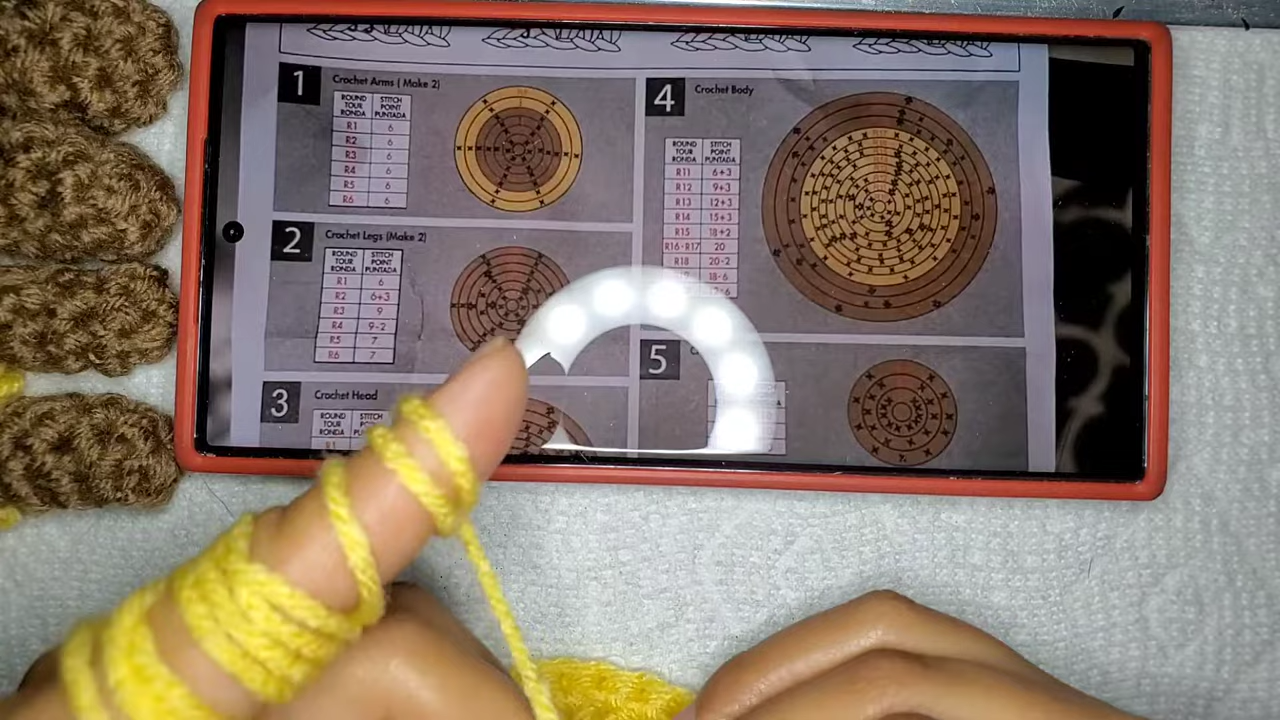 1
Crochet Arms ( Make 2)
ROUND TOUR RONDA STITCH POINT PUNTADA
R1 6
R2 6
R3 6
R4 6
R5 6
R6 6
2
Crochet Legs (Make 2)
ROUND TOUR RONDA STITCH POINT PUNTADA
R1 6
R2 6+3
R3 9
R4 9-2
R5 7
R6 7
3
Crochet Head
ROUND TOUR RONDA STITCH
R1
4
Crochet Body
ROUND TOUR RONDA STITCH POINT PUNTADA
R11 6+3
R12 9+3
R13 12+3
R14 15+3
R15 18+2
R16-R17 20
R18 20-2
18-6
5